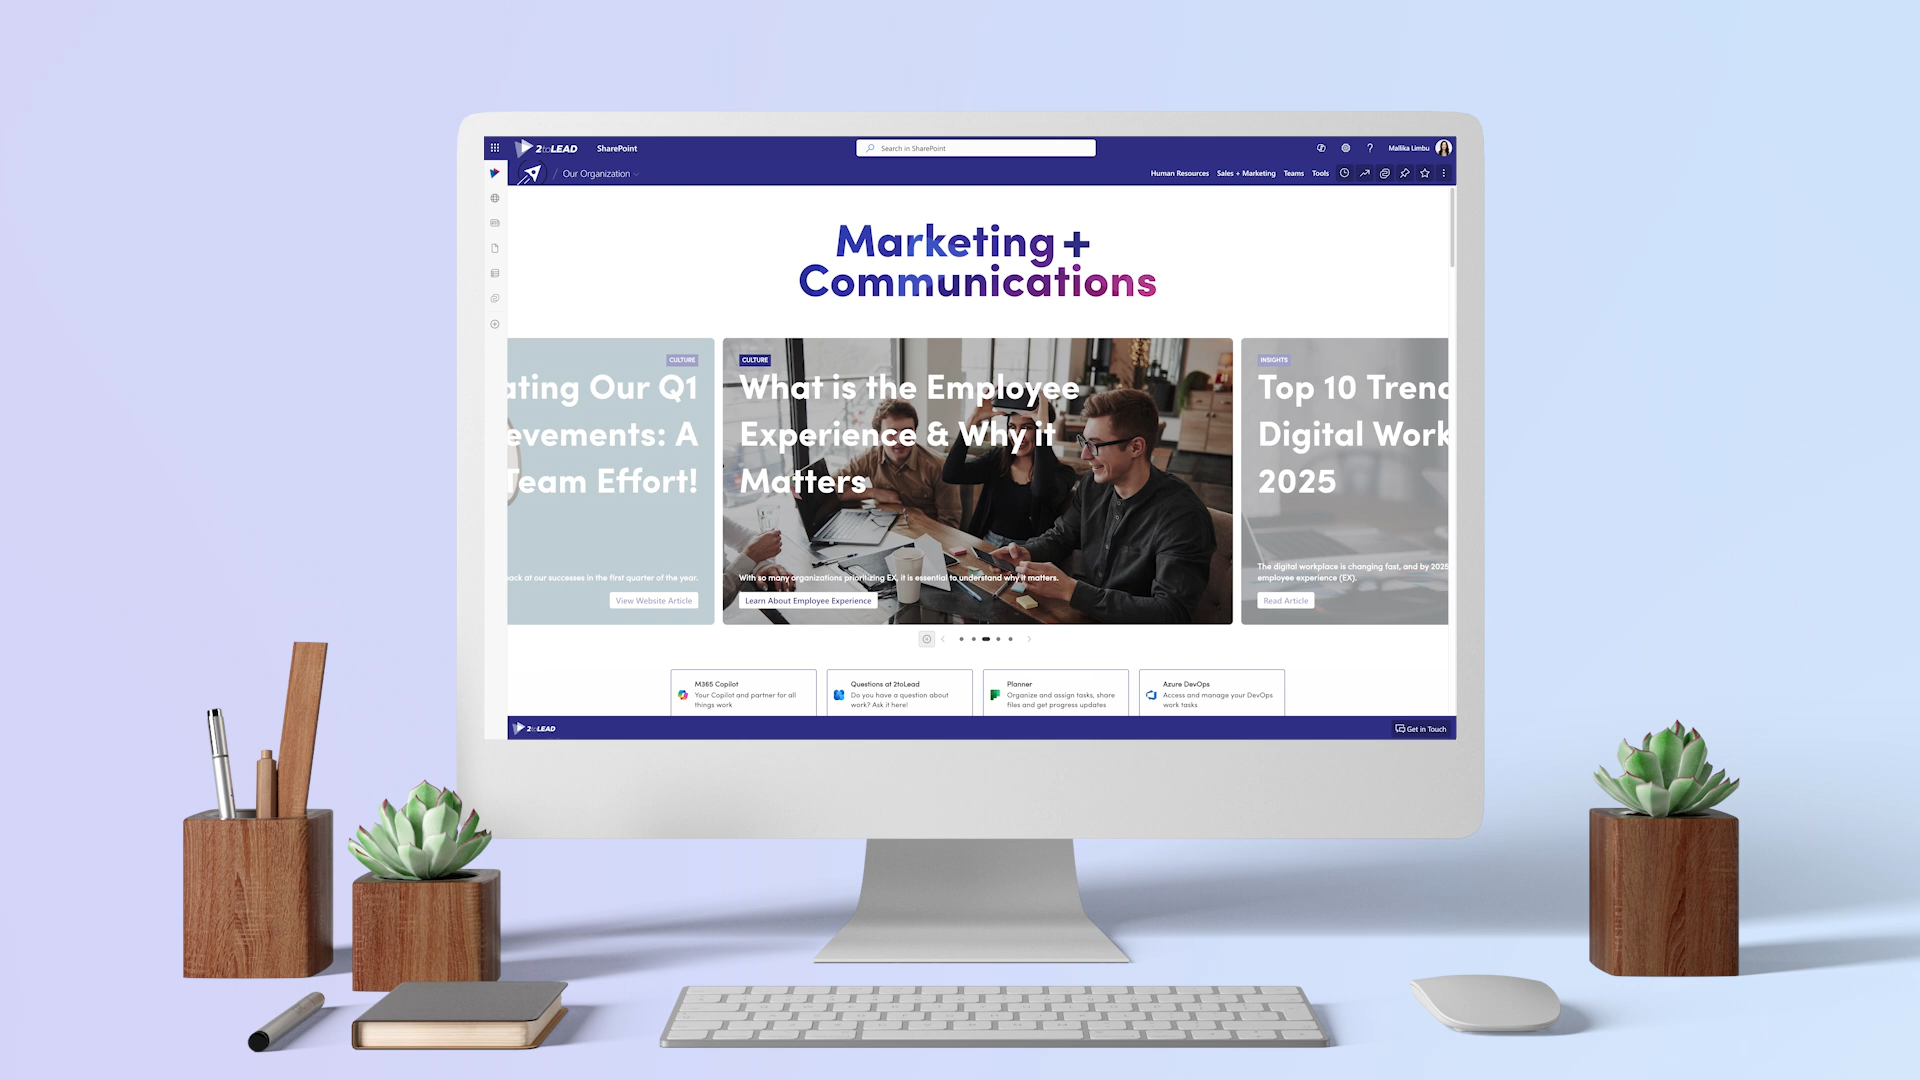 2toLEAD SharePoint Search in SharePoint ? Mallika Limbu
/ Our Organization Human Resources Sales + Marketing Teams Tools
Marketing +
Communications
CULTURE
ating Our Q1
evements: A
Team Effort!
back at our successes in the first quarter of the year.
View Website Article
CULTURE
What is the Employee
Experience & Why it
Matters
With so many organizations prioritizing EX, it is essential to understand why it matters.
Learn About Employee Experience
INSIGHTS
Top 10 Trend
Digital Work
2025
The digital workplace is changing fast, and by 2025
employee experience (EX).
Read Article
M365 Copilot
Your Copilot and partner for all
things work
Questions at 2toLead
Do you have a question about
work? Ask it here!
Planner
Organize and assign tasks, share
files and get progress updates
Azure DevOps
Access and manage your DevOps
work tasks
2toLEAD Get in Touch